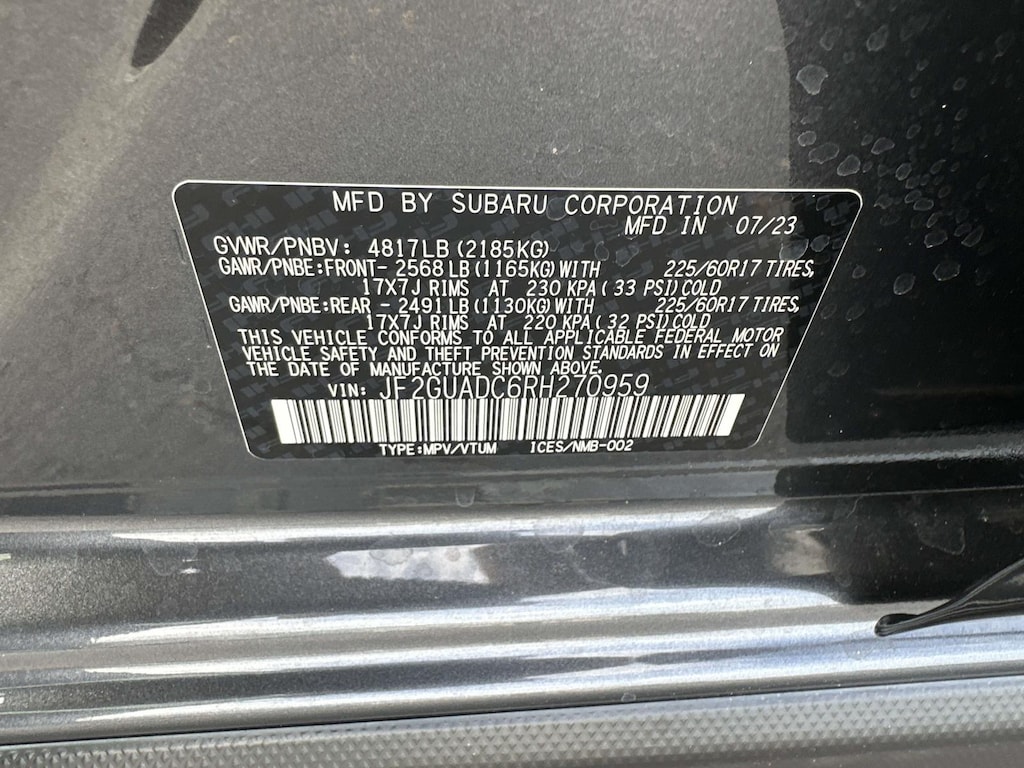 MFD BY SUBARU CORPORATION
MFD IN 07/23
GVWR/PNBV: 4817LB (2185KG)
GAWR/PNBE:FRONT- 2568 LB (1165KG) WITH 225/60R17 TIRES,
17X7J RIMS AT 230 KPA ( 33 PSI) COLD
GAWR/PNBE:REAR - 2491 LB (1130KG) WITH 225/60R17 TIRES,
17X7J RIMS AT 220 KPA ( 32 PSI) COLD
THIS VEHICLE CONFORMS TO ALL APPLICABLE FEDERAL MOTOR
VEHICLE SAFETY AND THEFT PREVENTION STANDARDS IN EFFECT ON
THE DATE OF MANUFACTURE SHOWN ABOVE.
VIN: JF2GUADC6RH270959
TYPE:MPV/VTUM ICES/NMB-002